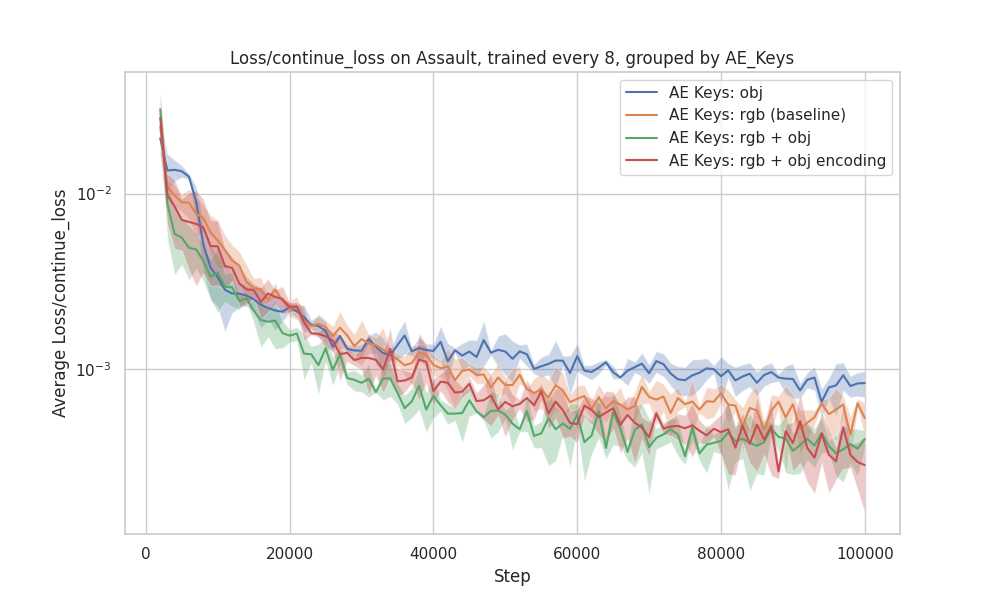 Loss/continue_loss on Assault, trained every 8, grouped by AE_Keys
AE Keys: obj
AE Keys: rgb (baseline)
AE Keys: rgb + obj
AE Keys: rgb + obj encoding
Average Loss/continue_loss
10⁻²
10⁻³
0
20000
40000
60000
80000
100000
Step